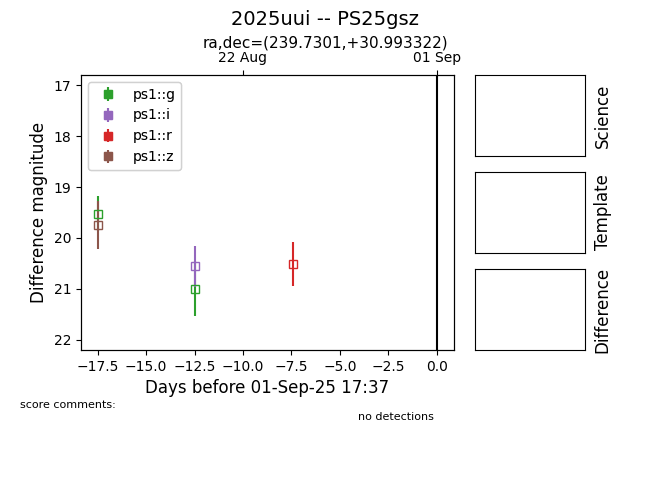 2025uui -- PS25gsz
ra,dec=(239.7301,+30.993322)
22 Aug 01 Sep
ps1::g
ps1::i
ps1::r
ps1::z
17
18
19
20
21
22
Difference magnitude
−17.5 −15.0 −12.5 −10.0 −7.5 −5.0 −2.5 0.0
Days before 01-Sep-25 17:37
Science
Template
Difference
score comments:
no detections